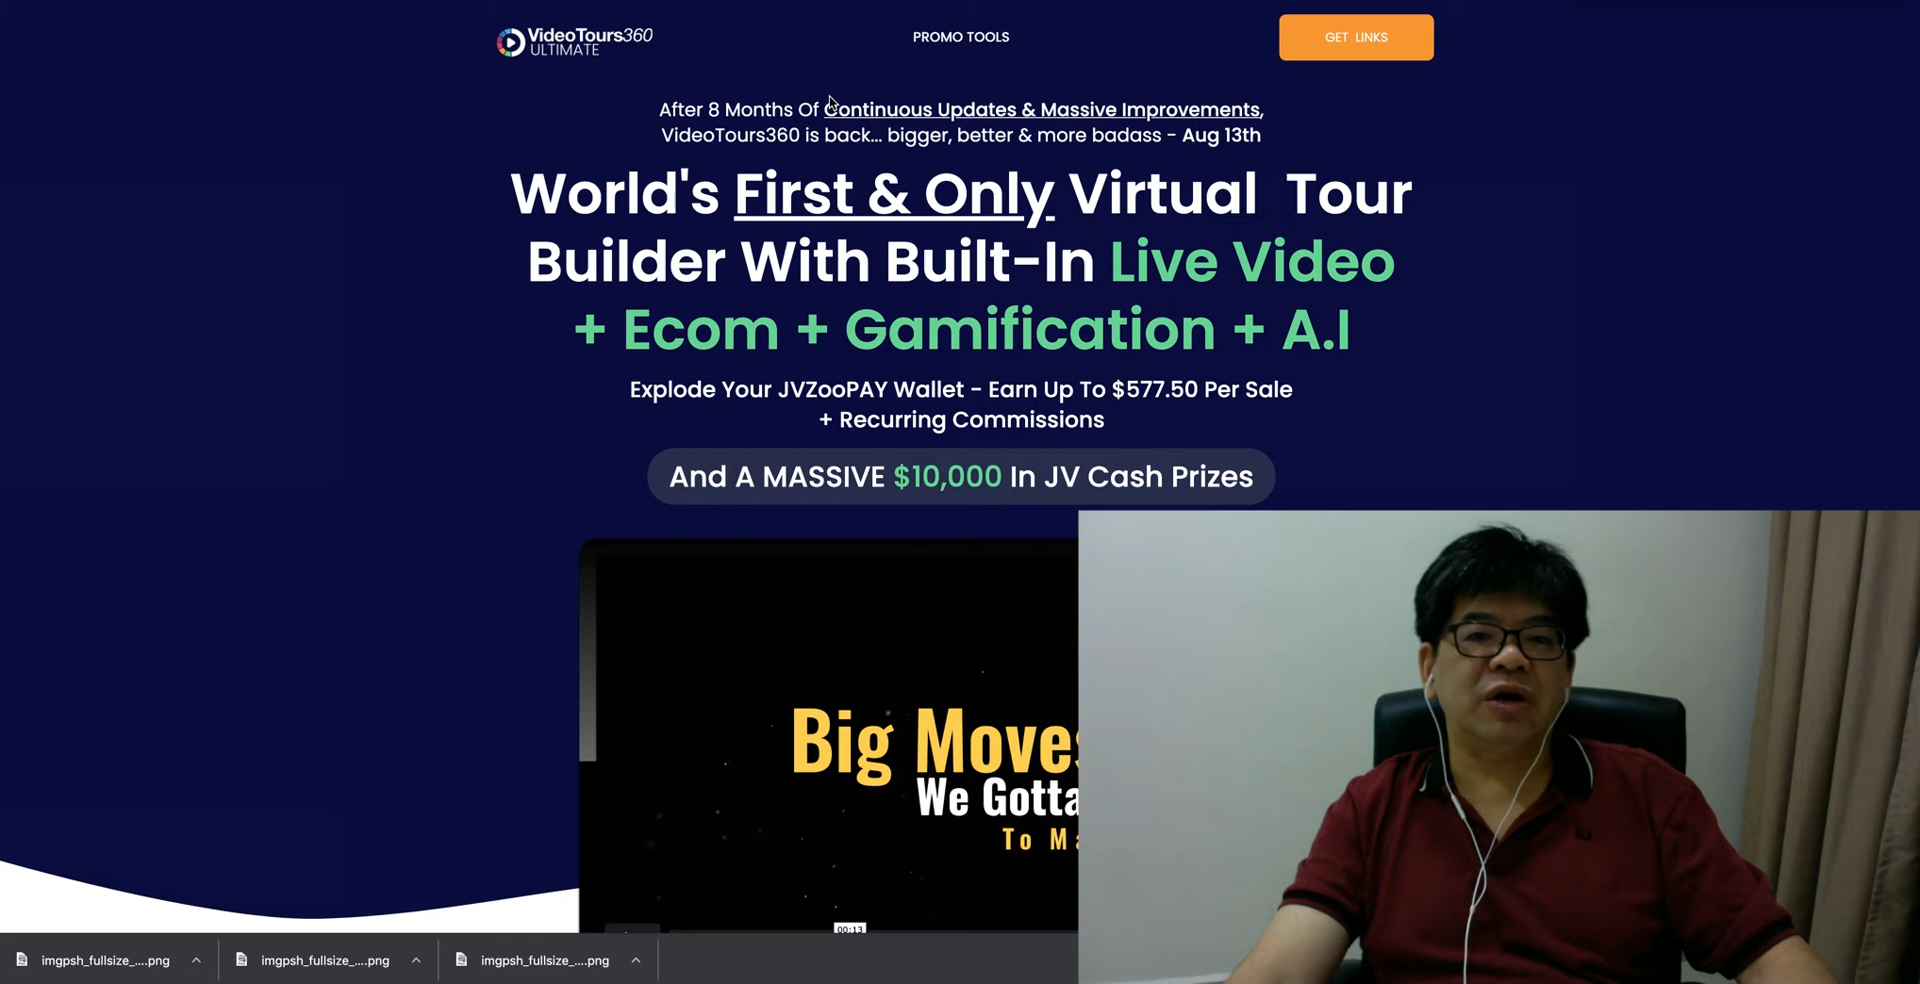 VideoTours360
ULTIMATE
PROMO TOOLS
GET LINKS
After 8 Months Of Continuous Updates & Massive Improvements,
VideoTours360 is back... bigger, better & more badass - Aug 13th
World's First & Only Virtual Tour
Builder With Built-In Live Video
+ Ecom + Gamification + A.I
Explode Your JVZooPAY Wallet - Earn Up To $577.50 Per Sale
+ Recurring Commissions
And A MASSIVE $10,000 In JV Cash Prizes
Big Moves
We Gotta
To Ma
00:13
imgpsh_fullsize_....png
imgpsh_fullsize_....png
imgpsh_fullsize_....png